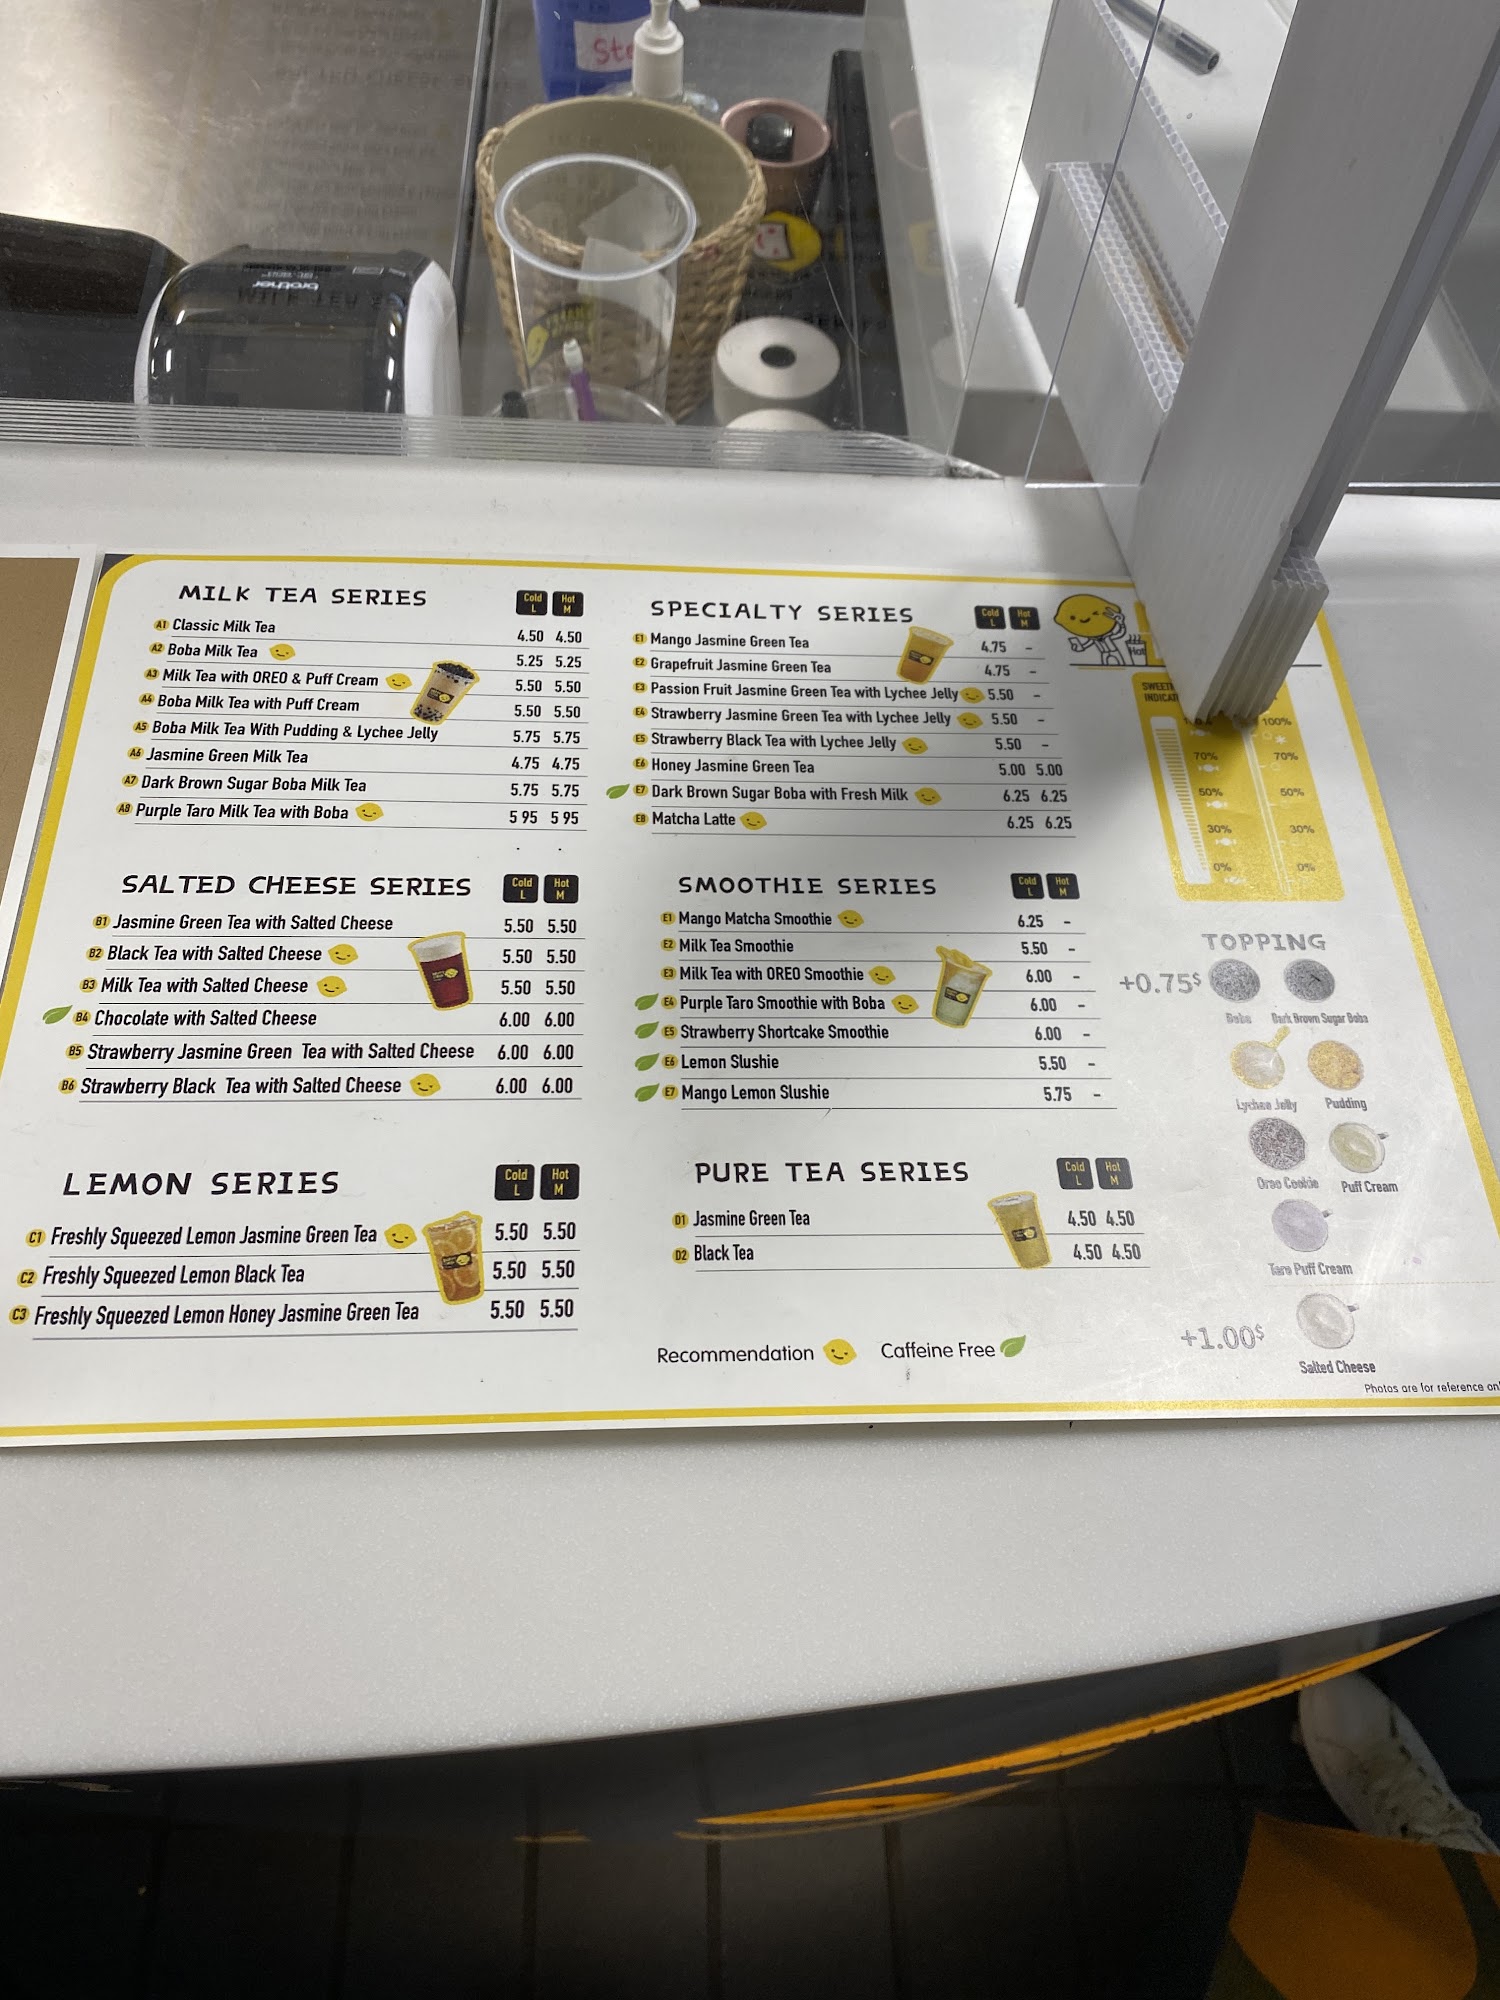 Ste
brother
MILK TEA SERIES
Cold L
Hot M
A1 Classic Milk Tea 4.50 4.50
A2 Boba Milk Tea 5.25 5.25
A3 Milk Tea with OREO & Puff Cream 5.50 5.50
A4 Boba Milk Tea with Puff Cream 5.50 5.50
A5 Boba Milk Tea With Pudding & Lychee Jelly 5.75 5.75
A6 Jasmine Green Milk Tea 4.75 4.75
A7 Dark Brown Sugar Boba Milk Tea 5.75 5.75
A8 Purple Taro Milk Tea with Boba 5 95 5 95
SALTED CHEESE SERIES
Cold L
Hot M
B1 Jasmine Green Tea with Salted Cheese 5.50 5.50
B2 Black Tea with Salted Cheese 5.50 5.50
B3 Milk Tea with Salted Cheese 5.50 5.50
B4 Chocolate with Salted Cheese 6.00 6.00
B5 Strawberry Jasmine Green Tea with Salted Cheese 6.00 6.00
B6 Strawberry Black Tea with Salted Cheese 6.00 6.00
LEMON SERIES
Cold L
Hot M
C1 Freshly Squeezed Lemon Jasmine Green Tea 5.50 5.50
C2 Freshly Squeezed Lemon Black Tea 5.50 5.50
C3 Freshly Squeezed Lemon Honey Jasmine Green Tea 5.50 5.50
SPECIALTY SERIES
Cold L
Hot M
E1 Mango Jasmine Green Tea 4.75 -
E2 Grapefruit Jasmine Green Tea 4.75 -
E3 Passion Fruit Jasmine Green Tea with Lychee Jelly 5.50 -
E4 Strawberry Jasmine Green Tea with Lychee Jelly 5.50 -
E5 Strawberry Black Tea with Lychee Jelly 5.50 -
E6 Honey Jasmine Green Tea 5.00 5.00
E7 Dark Brown Sugar Boba with Fresh Milk 6.25 6.25
E8 Matcha Latte 6.25 6.25
SMOOTHIE SERIES
Cold L
Hot M
E1 Mango Matcha Smoothie 6.25 -
E2 Milk Tea Smoothie 5.50 -
E3 Milk Tea with OREO Smoothie 6.00 -
E4 Purple Taro Smoothie with Boba 6.00 -
E5 Strawberry Shortcake Smoothie 6.00 -
E6 Lemon Slushie 5.50 -
E7 Mango Lemon Slushie 5.75 -
PURE TEA SERIES
Cold L
Hot M
D1 Jasmine Green Tea 4.50 4.50
D2 Black Tea 4.50 4.50
Recommendation
Caffeine Free
Hot
100%
70% 70%
50% 50%
30% 30%
0% 0%
TOPPING
+0.75$
Boba Dark Brown Sugar Boba
Lychee Jelly Pudding
Oreo Cookie Puff Cream
Taro Puff Cream
+1.00$
Salted Cheese
Photos are for reference